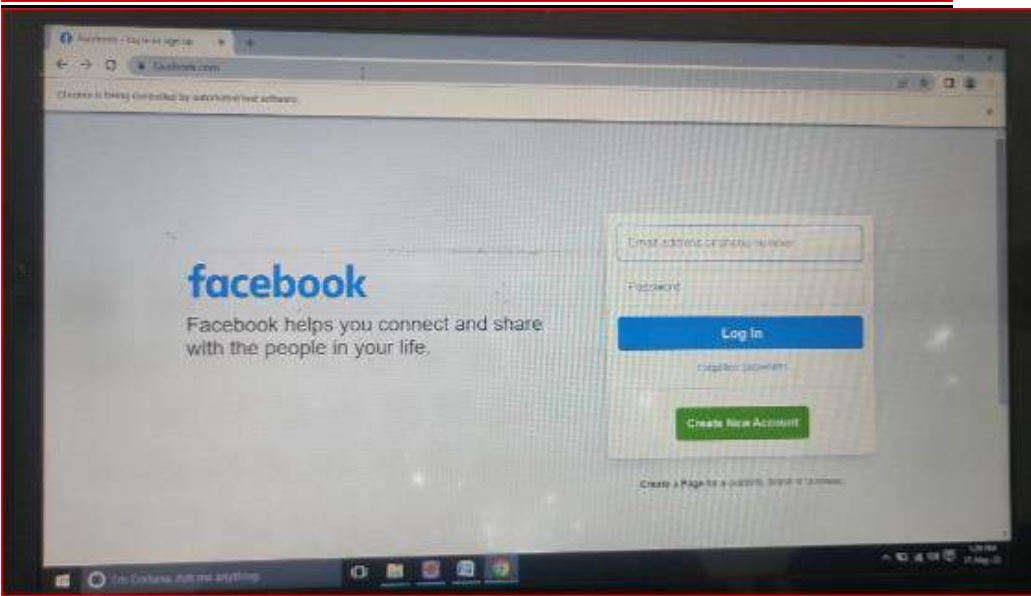 Facebook - log in or sign up
facebook.com
Chrome is being controlled by automated test software.
Email address or phone number
facebook
Password
Facebook helps you connect and share
with the people in your life.
Log In
Forgotten password?
Create New Account
Create a Page for a celebrity, brand or business.
I'm Cortana. Ask me anything.